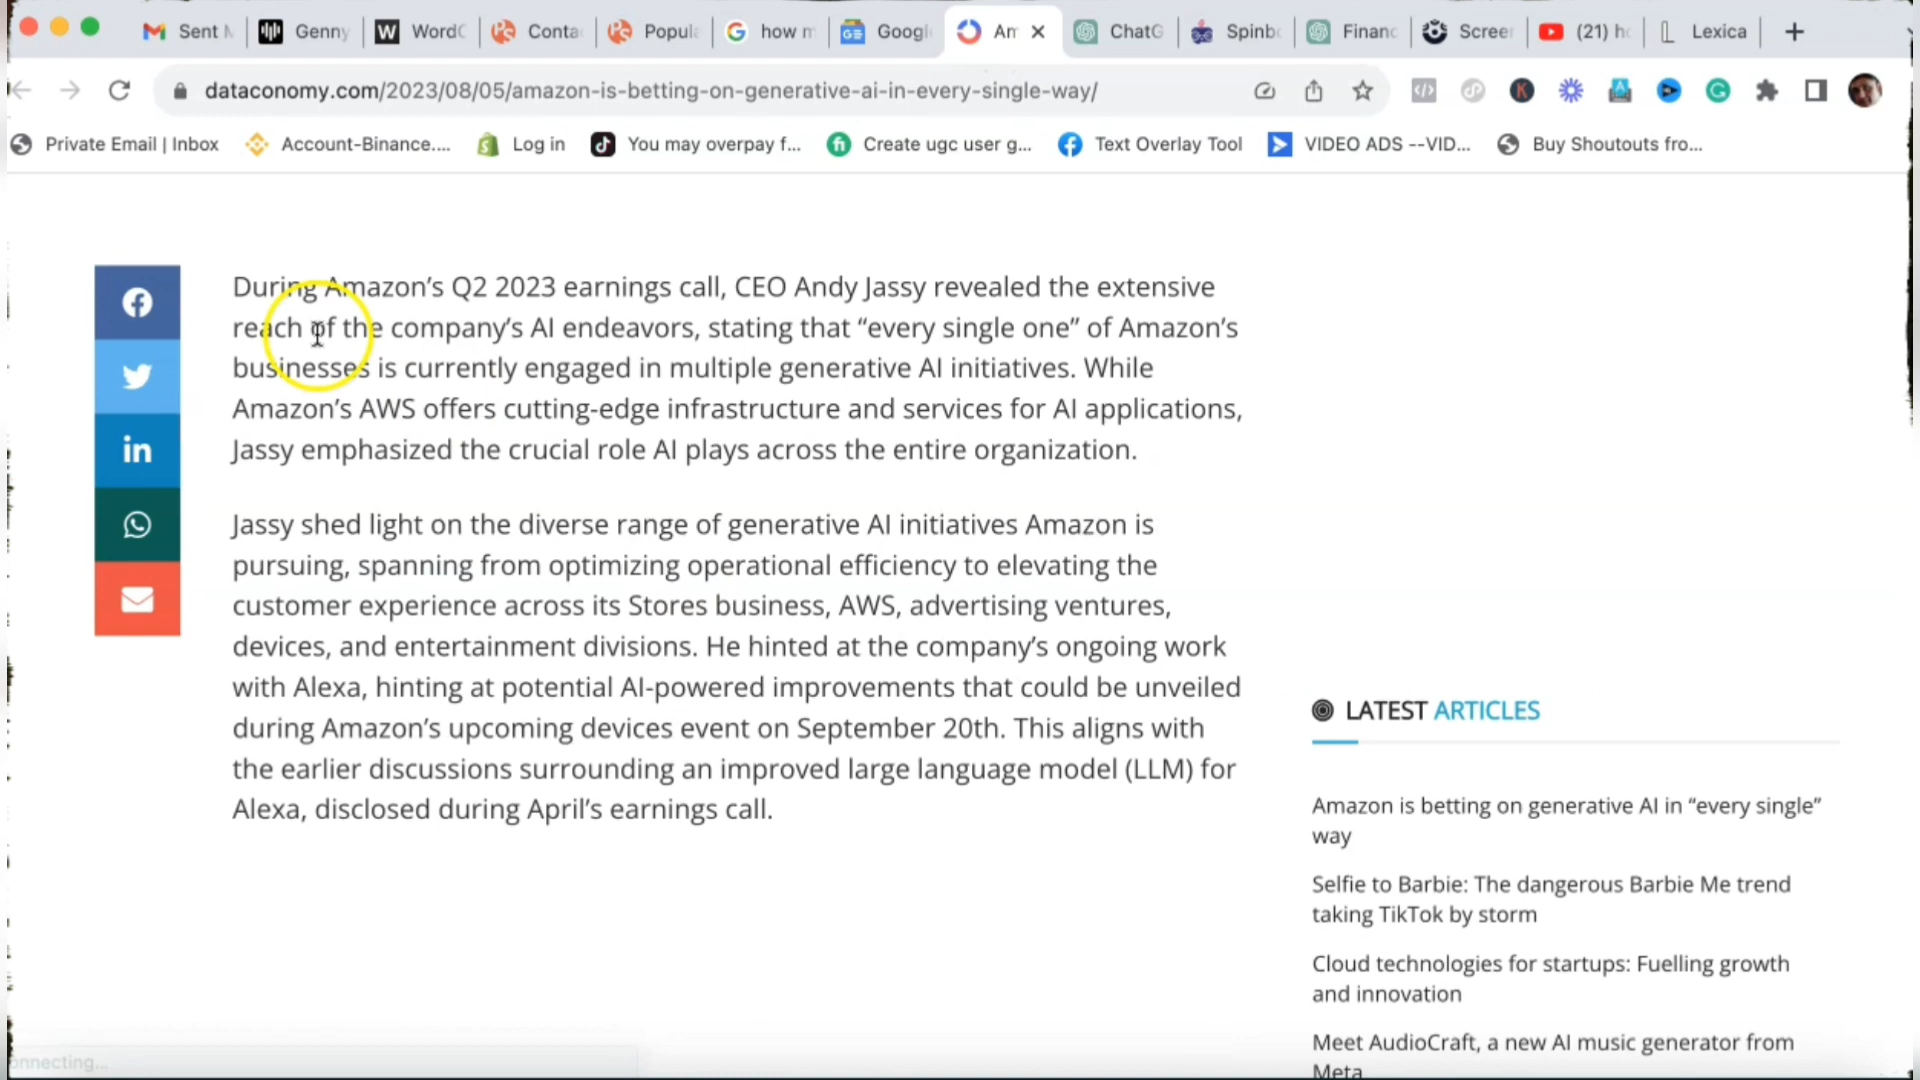 Sent M
Genny
WordC
Conta
Popula
how m
Googl
Am
ChatG
Spinb
Financ
Scree
(21) ho
Lexica
dataconomy.com/2023/08/05/amazon-is-betting-on-generative-ai-in-every-single-way/
Private Email | Inbox
Account-Binance....
Log in
You may overpay f...
Create ugc user g...
Text Overlay Tool
VIDEO ADS --VID...
Buy Shoutouts fro...
During Amazon’s Q2 2023 earnings call, CEO Andy Jassy revealed the extensive
reach of the company’s AI endeavors, stating that “every single one” of Amazon’s
businesses is currently engaged in multiple generative AI initiatives. While
Amazon’s AWS offers cutting-edge infrastructure and services for AI applications,
Jassy emphasized the crucial role AI plays across the entire organization.
Jassy shed light on the diverse range of generative AI initiatives Amazon is
pursuing, spanning from optimizing operational efficiency to elevating the
customer experience across its Stores business, AWS, advertising ventures,
devices, and entertainment divisions. He hinted at the company’s ongoing work
with Alexa, hinting at potential AI-powered improvements that could be unveiled
during Amazon’s upcoming devices event on September 20th. This aligns with
the earlier discussions surrounding an improved large language model (LLM) for
Alexa, disclosed during April’s earnings call.
LATEST ARTICLES
Amazon is betting on generative AI in “every single”
way
Selfie to Barbie: The dangerous Barbie Me trend
taking TikTok by storm
Cloud technologies for startups: Fuelling growth
and innovation
Meet AudioCraft, a new AI music generator from
Meta
onnecting...